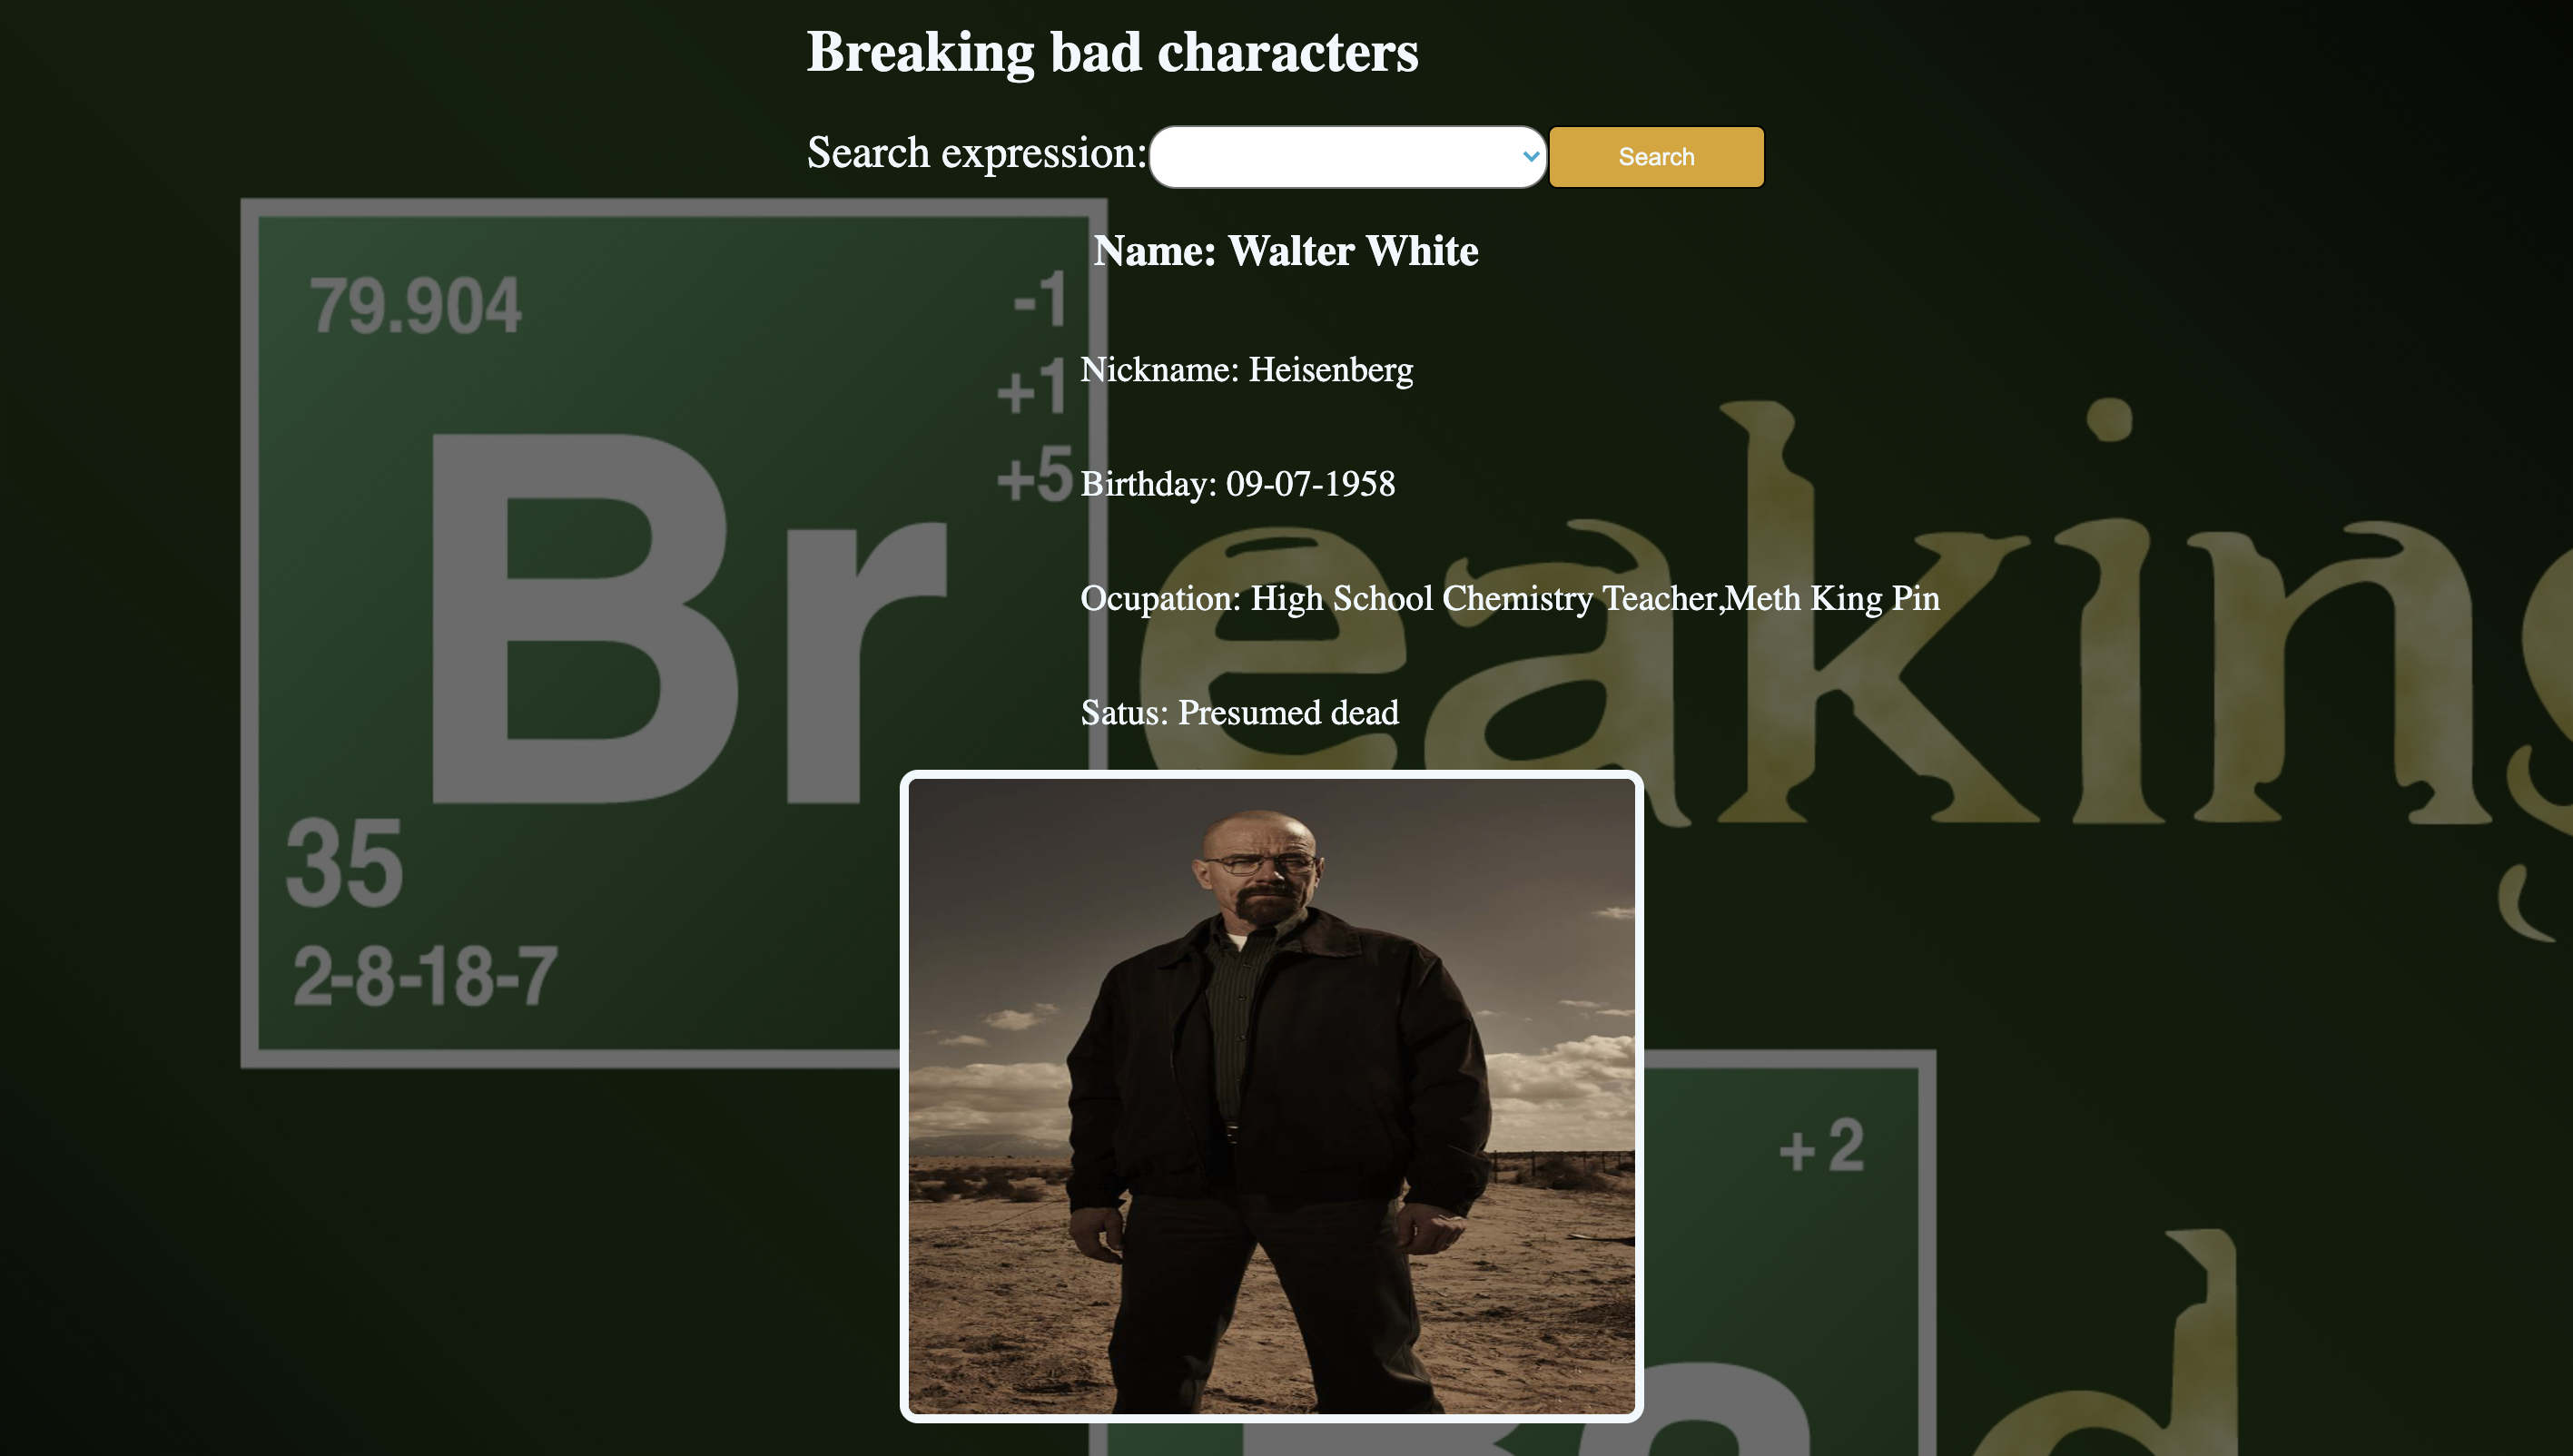 Breaking bad characters
Search expression:
Search
Name: Walter White
79.904
-1
+1
+5
Nickname: Heisenberg
Birthday: 09-07-1958
Br
eaking
Ocupation: High School Chemistry Teacher,Meth King Pin
Satus: Presumed dead
35
2-8-18-7
+2
Ba
d